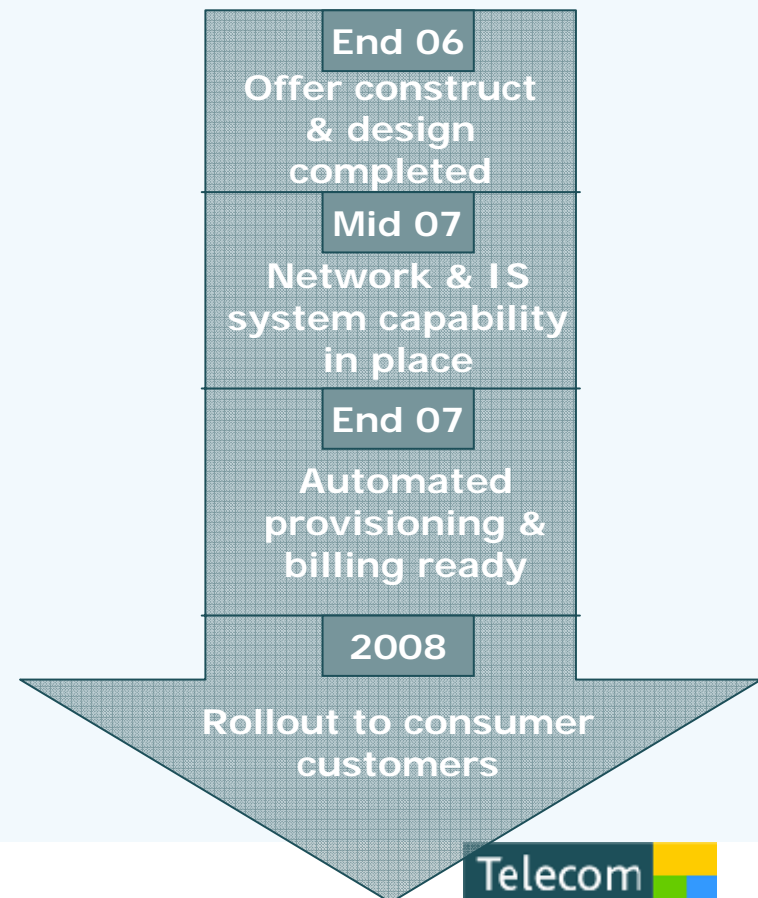 End 06
Offer construct
& design
completed
Mid 07
Network & IS
system capability
in place
End 07
Automated
provisioning &
billing ready
2008
Rollout to consumer
customers
Telecom